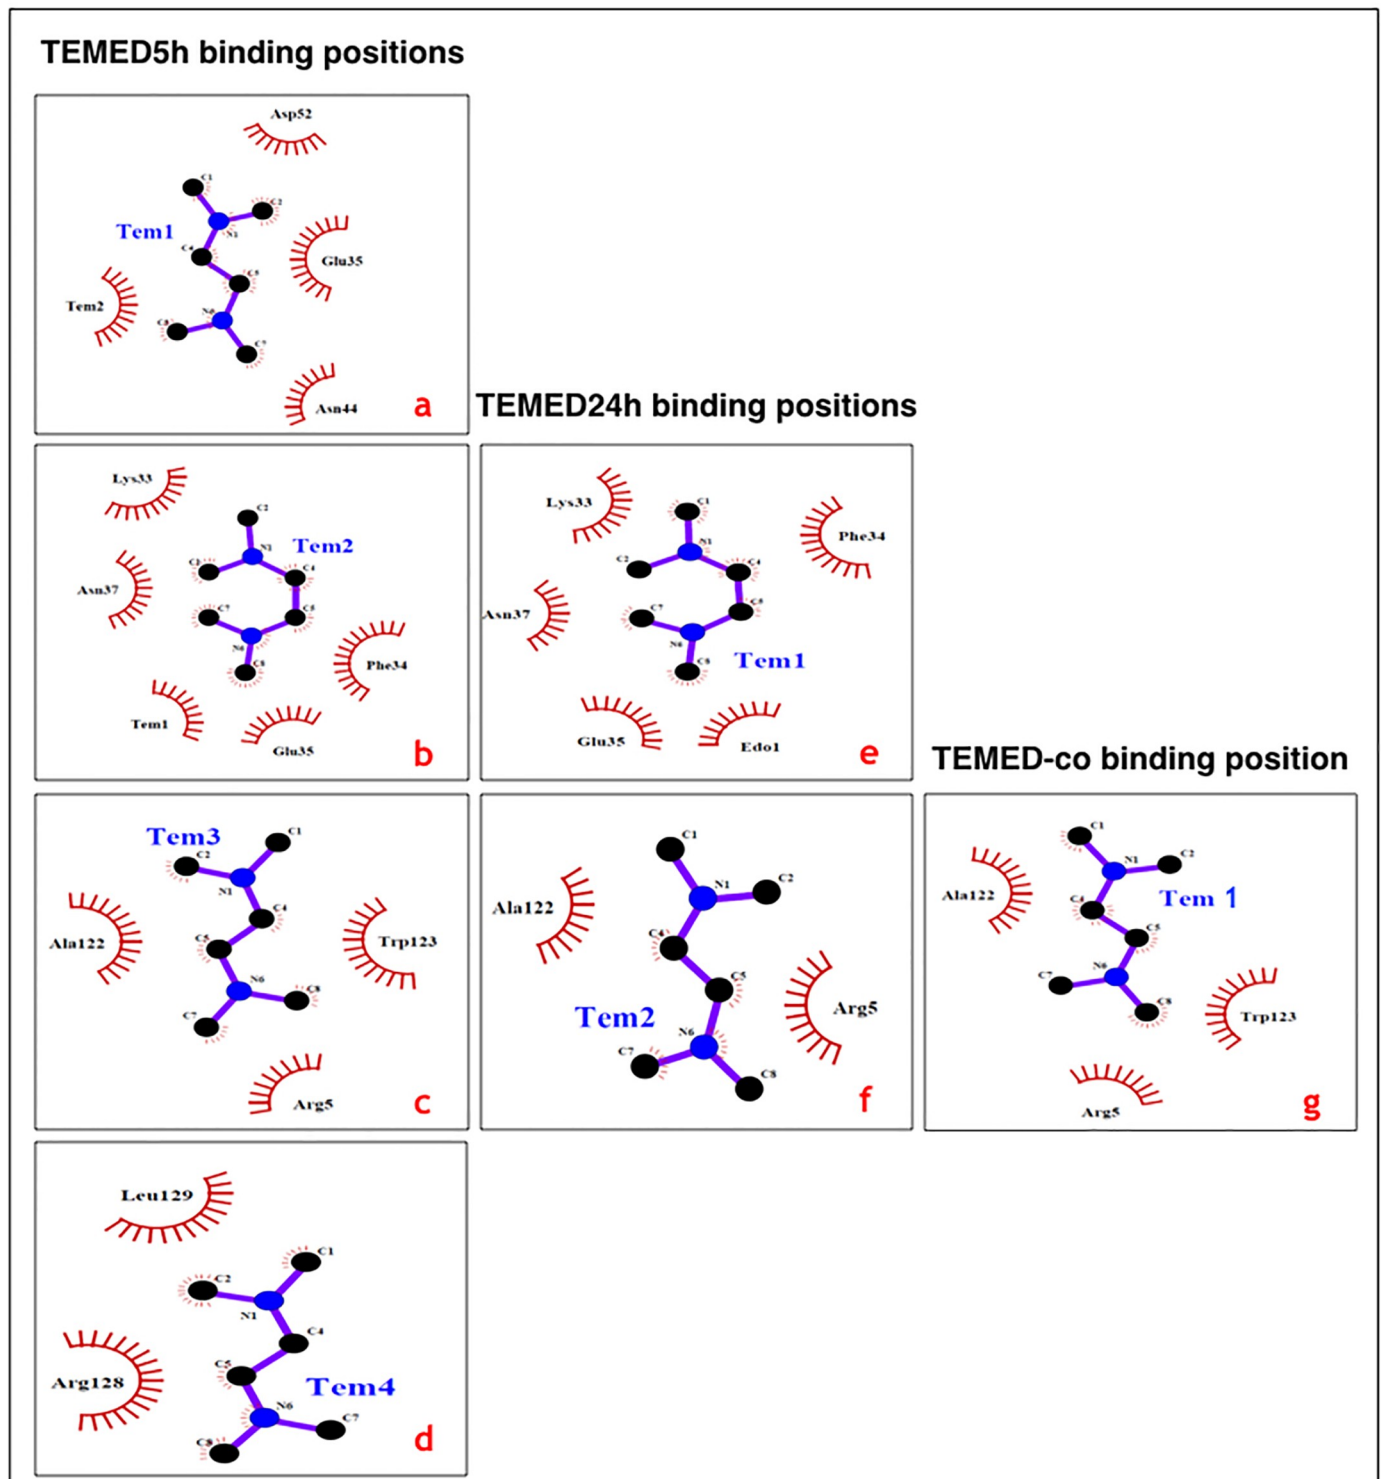 TEMED5h binding positions
Asp52
C1
C2
N1
Tem1
C4
Glu35
C5
Tem2
N6
C8
C7
Asn44
a
TEMED24h binding positions
Lys33
C2
N1
Tem2
C4
Asn37
C7
C5
N6
C8
Phe34
Tem1
Glu35
b
Lys33
C1
Phe34
N1
C2
C4
Asn37
C7
C5
N6
C8
Tem1
Glu35
Edo1
e
TEMED-co binding position
Tem3
C1
C2
N1
C4
Ala122
C5
Trp123
N6
C8
C7
Arg5
c
C1
N1
C2
Ala122
C4
C5
Tem2
Arg5
N6
C7
C8
f
C1
N1
C2
Ala122
Tem 1
C4
C5
N6
C7
C8
Trp123
Arg5
g
Leu129
C1
C2
N1
C4
C5
Arg128
Tem4
N6
C7
C8
d